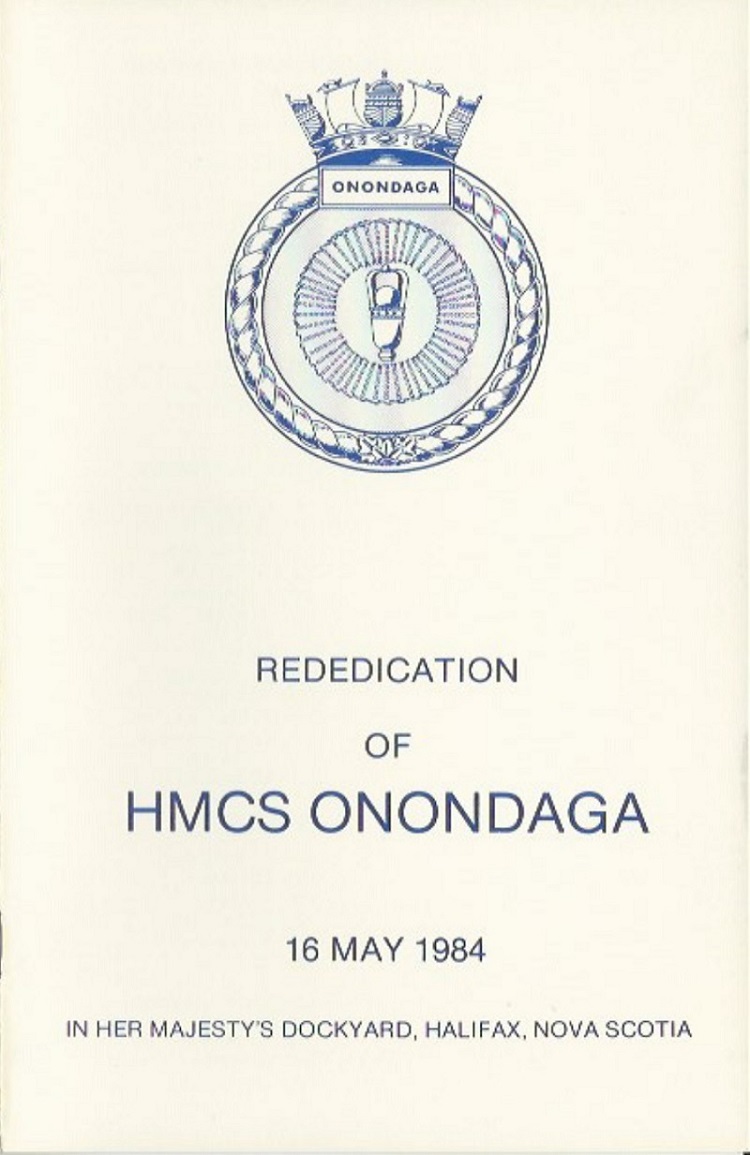 ONONDAGA
REDEDICATION
OF
HMCS ONONDAGA
16 MAY 1984
IN HER MAJESTY'S DOCKYARD, HALIFAX, NOVA SCOTIA